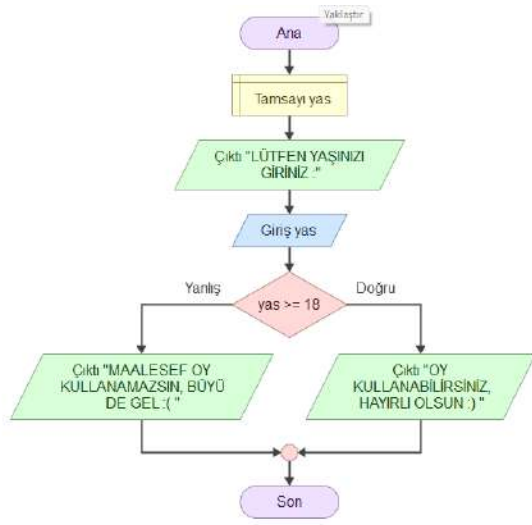 Yaklaştır
Ana
Tamsayı yas
Çıktı "LÜTFEN YAŞINIZI
GİRİNİZ :"
Giriş yas
Yanlış
Doğru
yas >= 18
Çıktı "MAALESEF OY
KULLANAMAZSIN, BÜYÜ
DE GEL :( "
Çıktı "OY
KULLANABİLİRSİNİZ,
HAYIRLI OLSUN :) "
Son